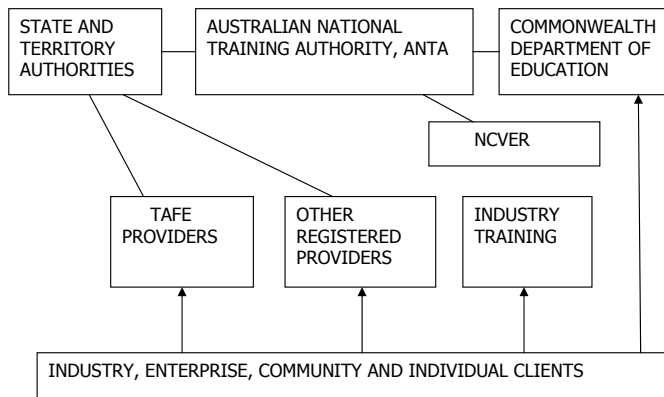 STATE AND
TERRITORY
AUTHORITIES
AUSTRALIAN NATIONAL
TRAINING AUTHORITY, ANTA
COMMONWEALTH
DEPARTMENT OF
EDUCATION
NCVER
TAFE
PROVIDERS
OTHER
REGISTERED
PROVIDERS
INDUSTRY
TRAINING
INDUSTRY, ENTERPRISE, COMMUNITY AND INDIVIDUAL CLIENTS